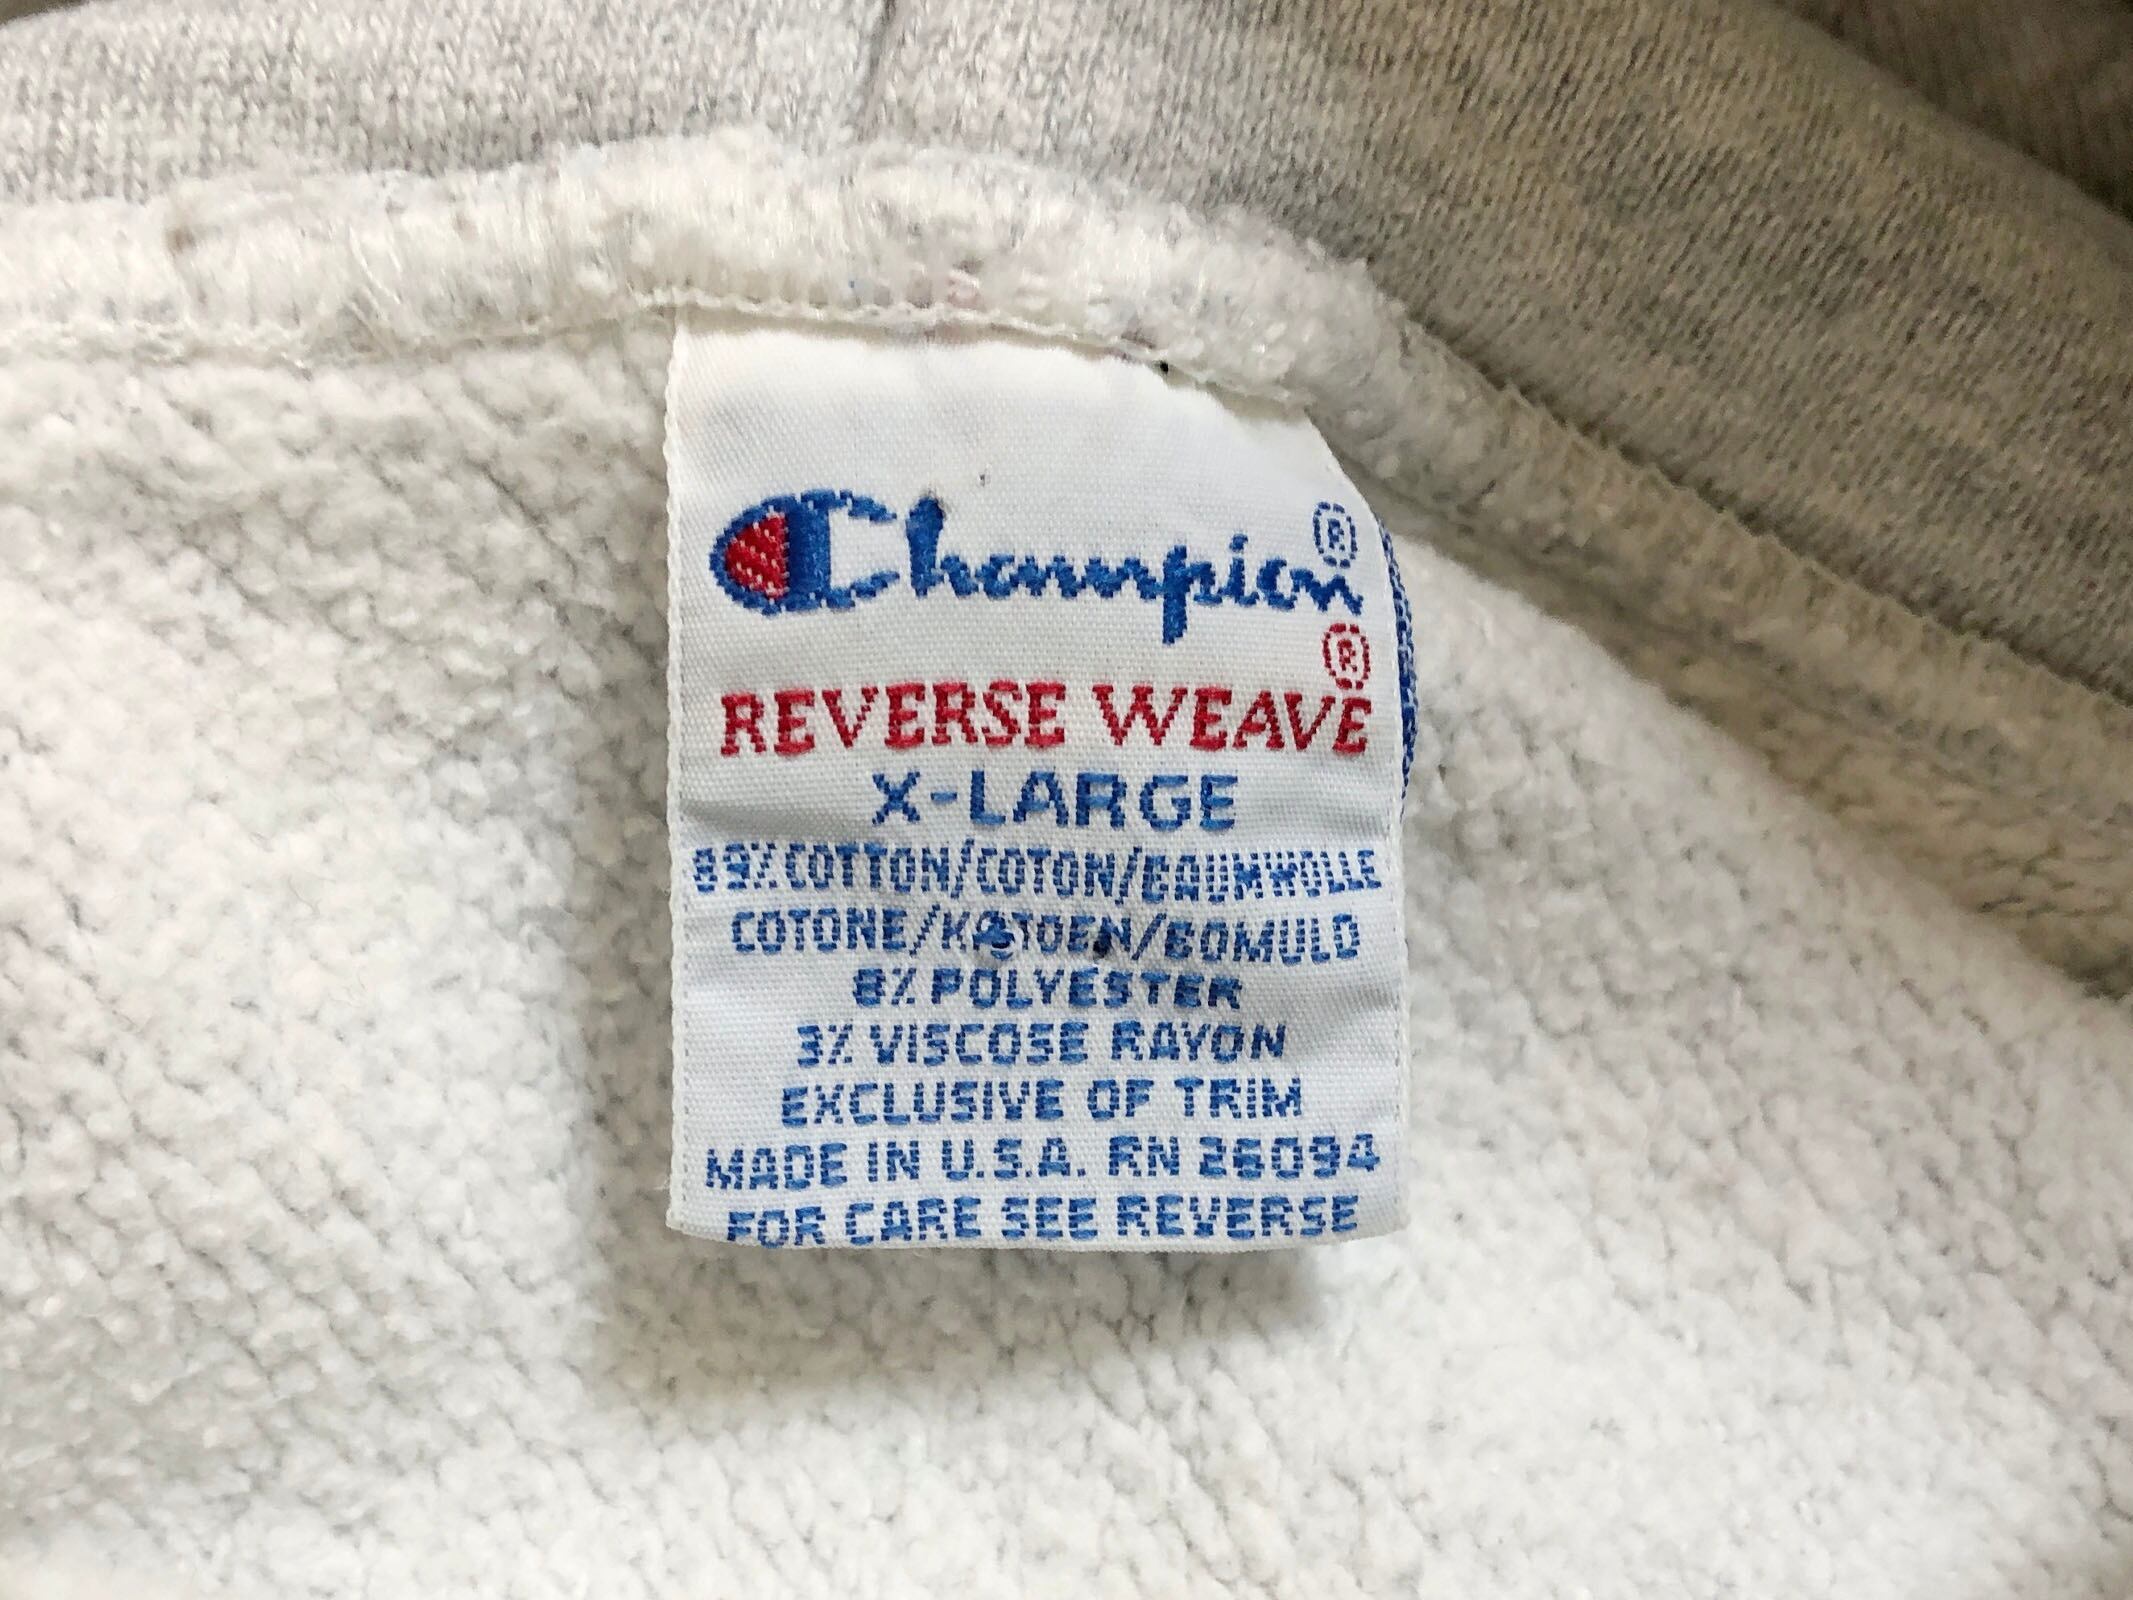 Champion®
REVERSE WEAVE®
X-LARGE
89% COTTON/COTON/BAUMWOLLE
COTONE/KATOEN/BOMULD
8% POLYESTER
3% VISCOSE RAYON
EXCLUSIVE OF TRIM
MADE IN U.S.A. RN 26094
FOR CARE SEE REVERSE